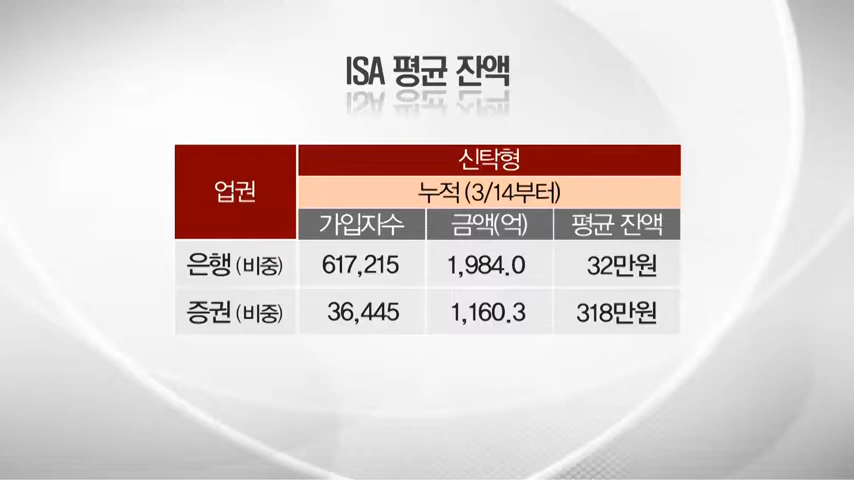 ISA 평균 잔액
업권 신탁형
누적 (3/14부터)
가입자수 금액(억) 평균 잔액
은행 (비중) 617,215 1,984.0 32만원
증권 (비중) 36,445 1,160.3 318만원